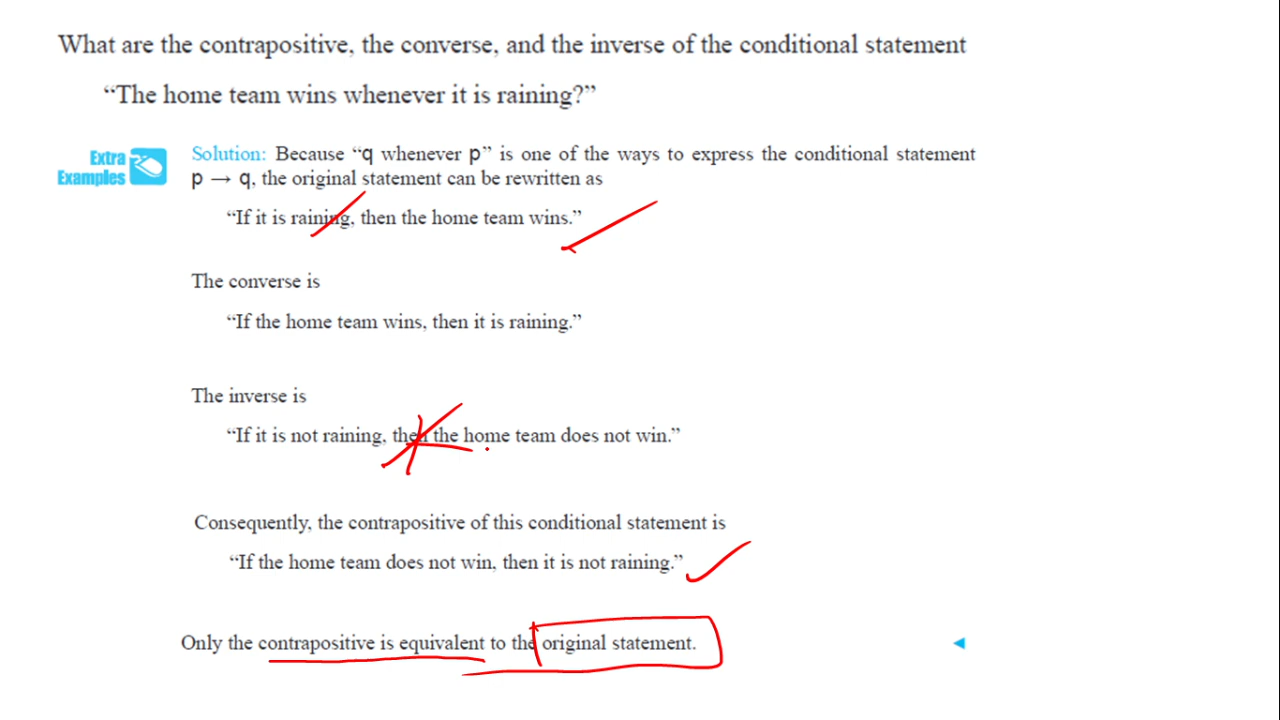 What are the contrapositive, the converse, and the inverse of the conditional statement
“The home team wins whenever it is raining?”
Extra
Examples
Solution: Because “q whenever p” is one of the ways to express the conditional statement
p → q, the original statement can be rewritten as
“If it is raining, then the home team wins.”
The converse is
“If the home team wins, then it is raining.”
The inverse is
“If it is not raining, then the home team does not win.”
Consequently, the contrapositive of this conditional statement is
“If the home team does not win, then it is not raining.”
Only the contrapositive is equivalent to the original statement.